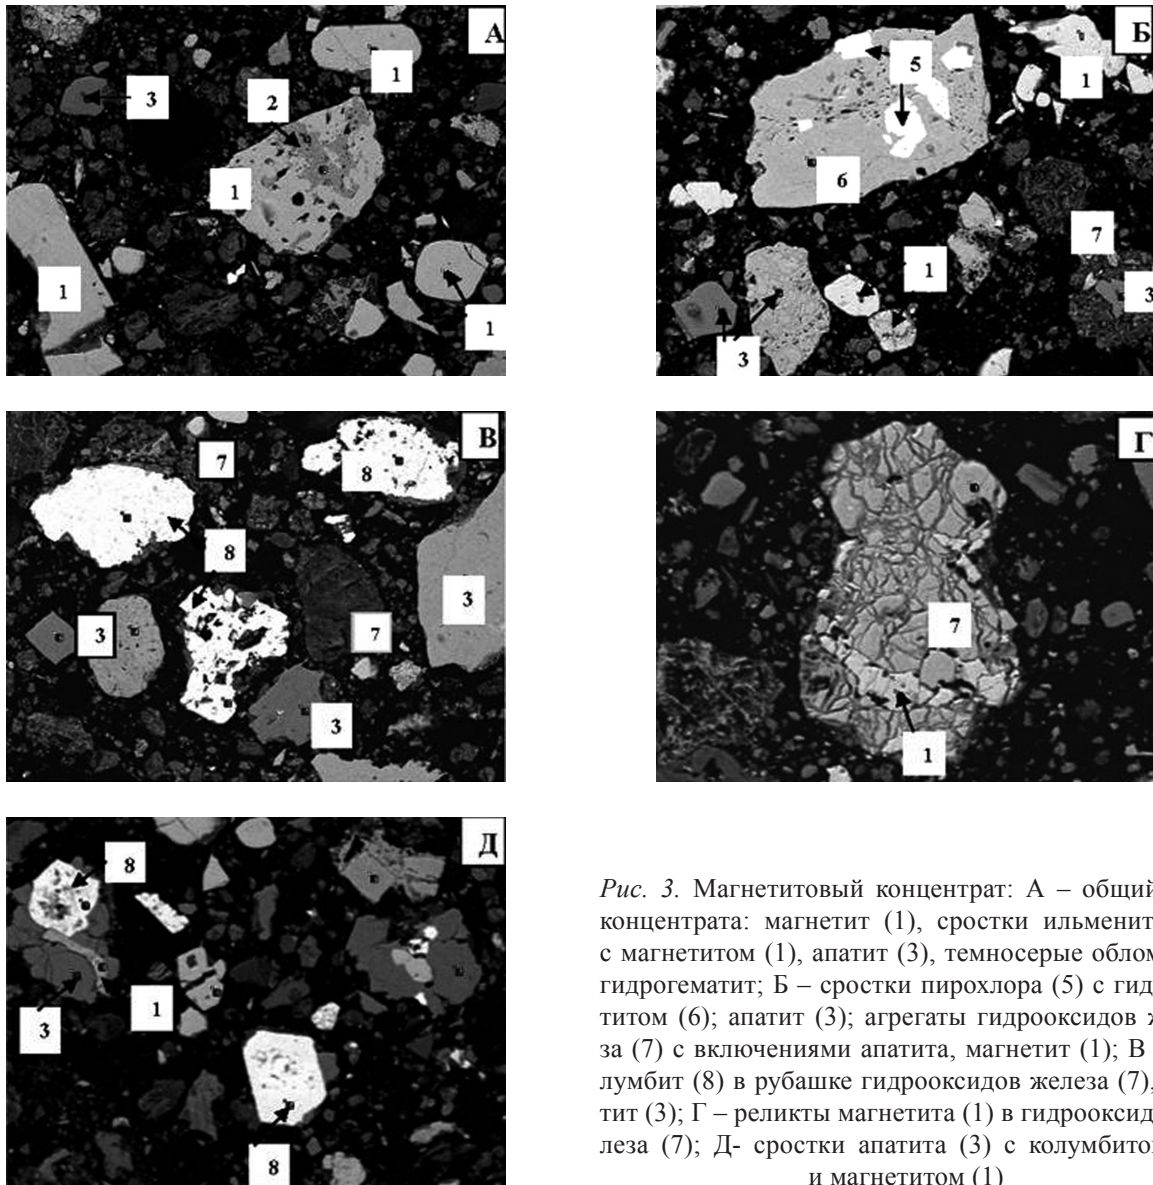 А
1
3
2
1
1
1
Б
5
1
6
7
1
3
3
В
7
8
8
3
3
7
3
Г
7
1
Д
8
1
3
8
Рис. 3. Магнетитовый концентрат: А – общий
концентрата: магнетит (1), сростки ильменит
с магнетитом (1), апатит (3), темносерые облом
гидрогематит; Б – сростки пирохлора (5) с гид
титом (6); апатит (3); агрегаты гидрооксидов ж
за (7) с включениями апатита, магнетит (1); В
лумбит (8) в рубашке гидрооксидов железа (7),
тит (3); Г – реликты магнетита (1) в гидрооксид
леза (7); Д- сростки апатита (3) с колумбито
и магнетитом (1)